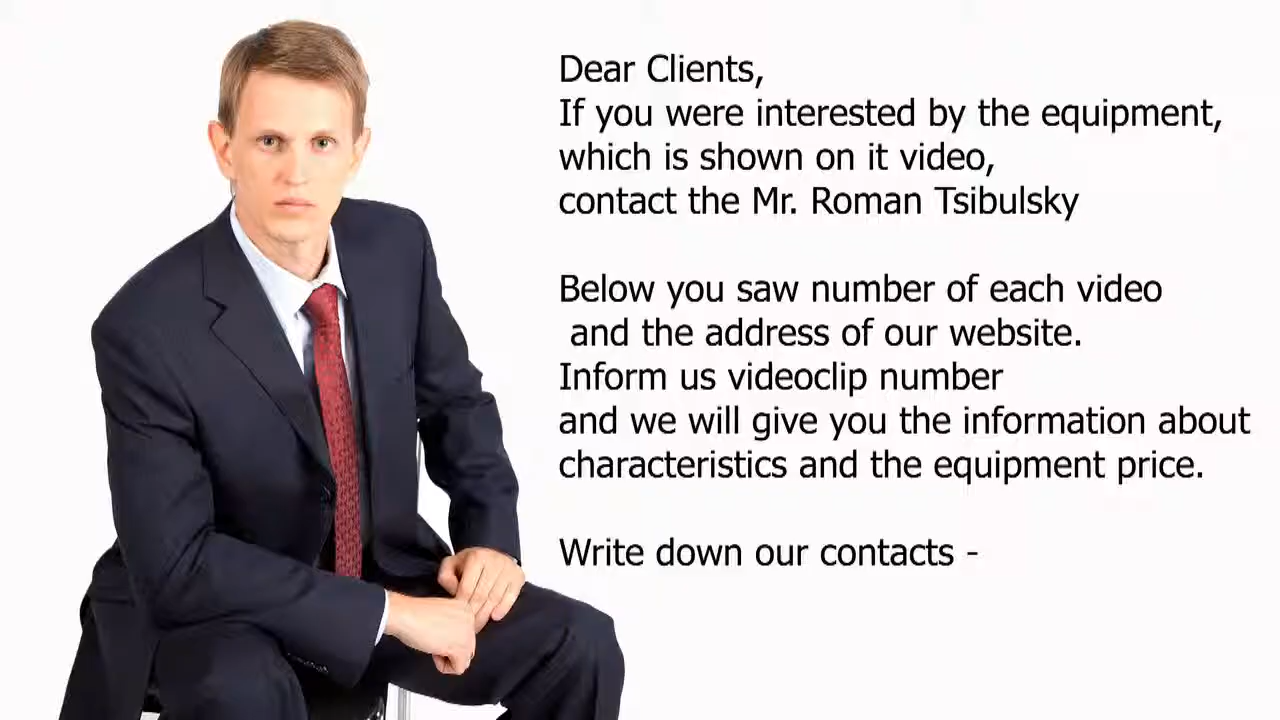 Dear Clients,
If you were interested by the equipment,
which is shown on it video,
contact the Mr. Roman Tsibulsky
Below you saw number of each video
and the address of our website.
Inform us videoclip number
and we will give you the information about
characteristics and the equipment price.
Write down our contacts -